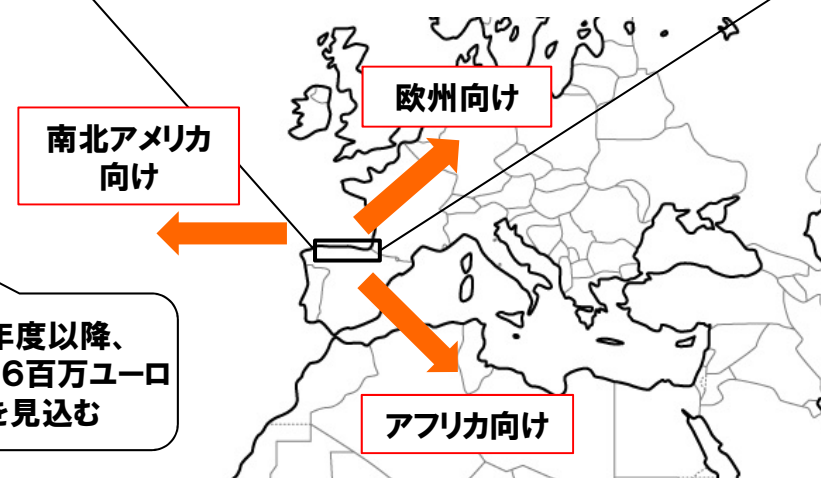 欧州向け
南北アメリカ
向け
年度以降、
6百万ユーロ
を見込む
アフリカ向け